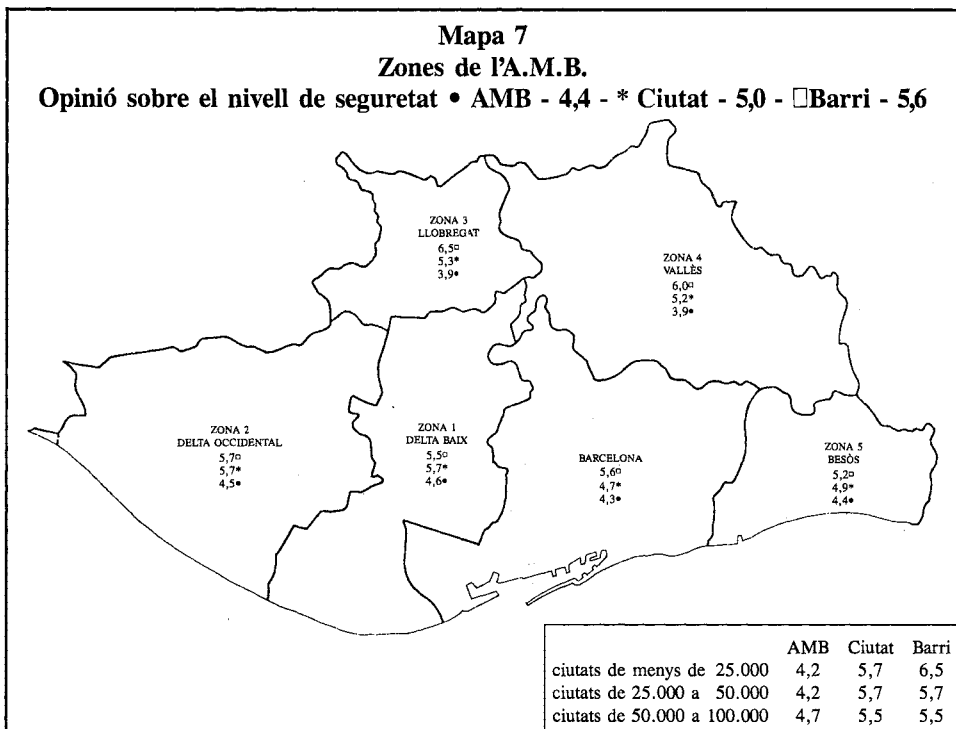 Mapa 7
Zones de l'A.M.B.
Opinió sobre el nivell de seguretat • AMB - 4,4 - * Ciutat - 5,0 - □Barri - 5,6
ZONA 3
LLOBREGAT
6,5□
5,3*
3,9•
ZONA 4
VALLÈS
6,0□
5,2*
3,9•
ZONA 2
DELTA OCCIDENTAL
5,7□
5,7*
4,5•
ZONA 1
DELTA BAIX
5,5□
5,7*
4,6•
BARCELONA
5,6□
4,7*
4,3•
ZONA 5
BESÒS
5,2□
4,9*
4,4•
AMB Ciutat Barri
ciutats de menys de 25.000 4,2 5,7 6,5
ciutats de 25.000 a 50.000 4,2 5,7 5,7
ciutats de 50.000 a 100.000 4,7 5,5 5,5